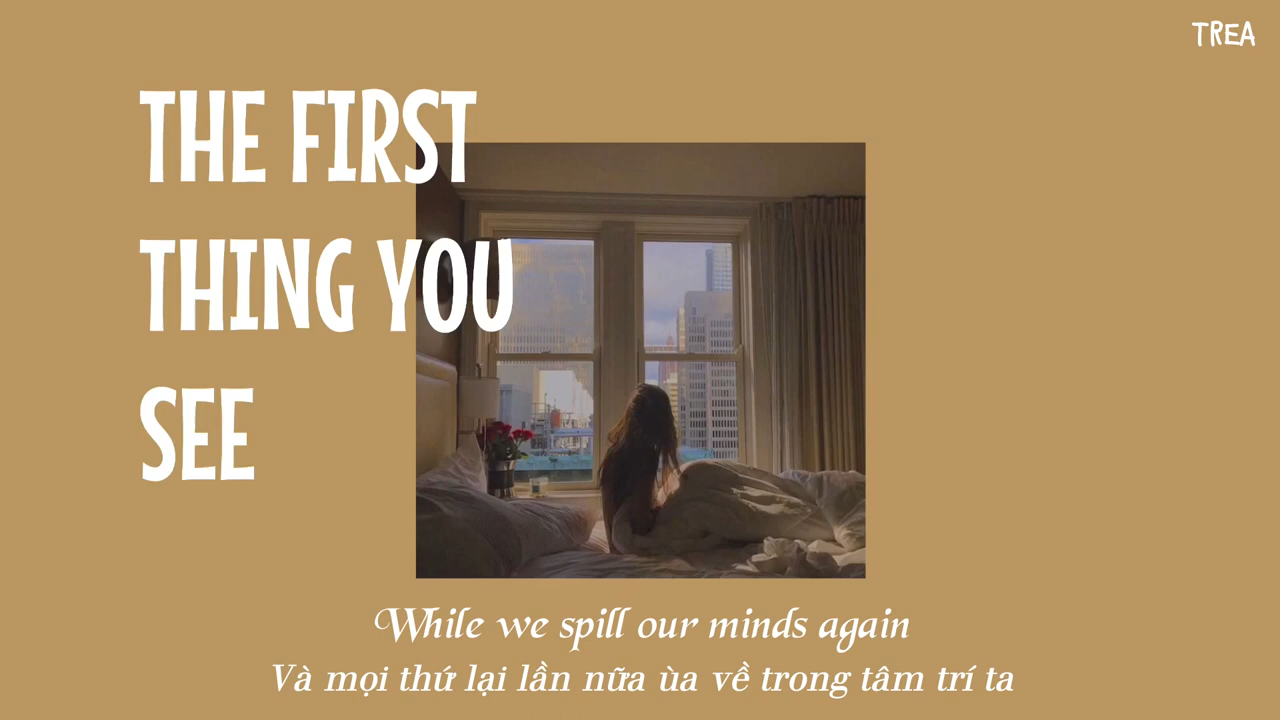 TREA
THE FIRST
THING YOU
SEE
While we spill our minds again
Và mọi thứ lại lần nữa ùa về trong tâm trí ta